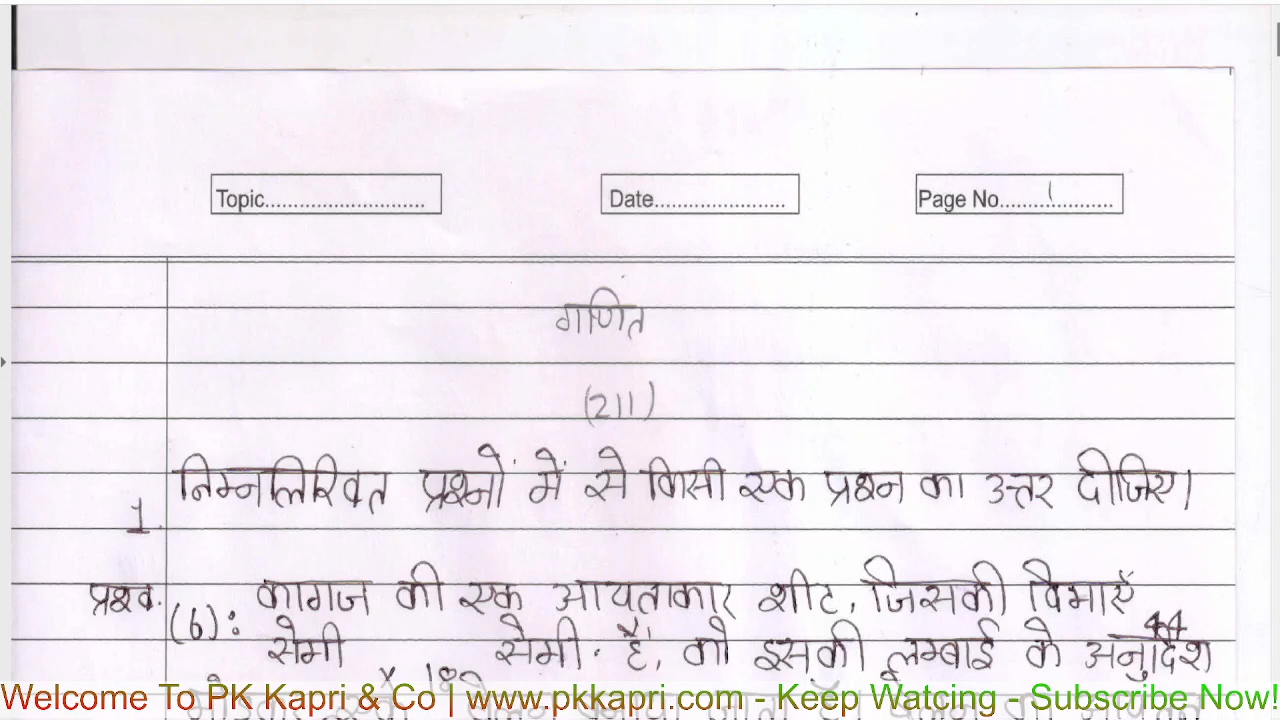 Topic........................... Date....................... Page No.........1...........
गणित
(211)
निम्नलिखित प्रश्नों में से किसी एक प्रश्न का उत्तर दीजिए।
1.
प्रश्न. (b): कागज की एक आयताकार शीट, जिसकी विमाएँ
44
सेमी सेमी. है, को इसकी लम्बाई के अनुदिश
x 18
Welcome To PK Kapri & Co | www.pkkapri.com - Keep Watcing - Subscribe Now!